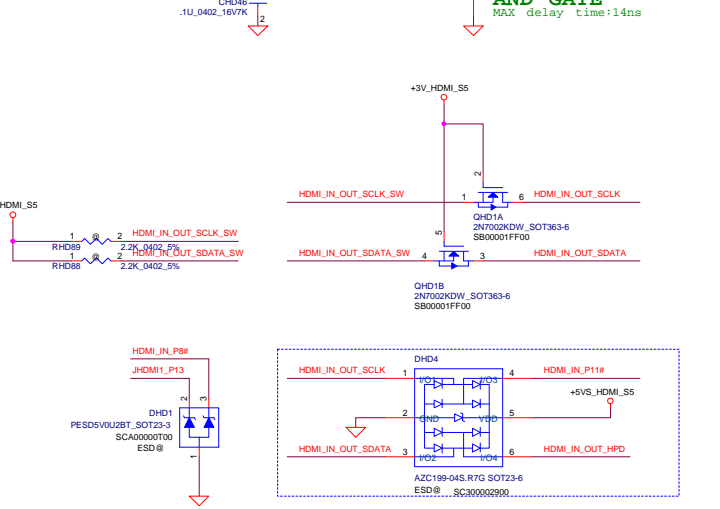 CHD46
.1U_0402_16V7K
2
AND GATE
MAX delay time:14ns
+3V_HDMI_S5
2
HDMI_IN_OUT_SCLK_SW
1
6
HDMI_IN_OUT_SCLK
QHD1A
2N7002KDW_SOT363-6
SB00001FF00
5
HDMI_IN_OUT_SDATA_SW
4
3
HDMI_IN_OUT_SDATA
QHD1B
2N7002KDW_SOT363-6
SB00001FF00
HDMI_S5
1
@
2
HDMI_IN_OUT_SCLK_SW
RHD89
2.2K_0402_5%
1
@
2
HDMI_IN_OUT_SDATA_SW
RHD88
2.2K_0402_5%
HDMI_IN_P8#
JHDMI1_P13
2
3
DHD1
PESD5V0U2BT_SOT23-3
SCA00000T00
ESD@
1
DHD4
HDMI_IN_OUT_SCLK
1
I/O1
I/O3
4
HDMI_IN_P11#
+5VS_HDMI_S5
2
GND
VDD
5
HDMI_IN_OUT_SDATA
3
I/O2
I/O4
6
HDMI_IN_OUT_HPD
AZC199-04S.R7G SOT23-6
ESD@
SC300002900